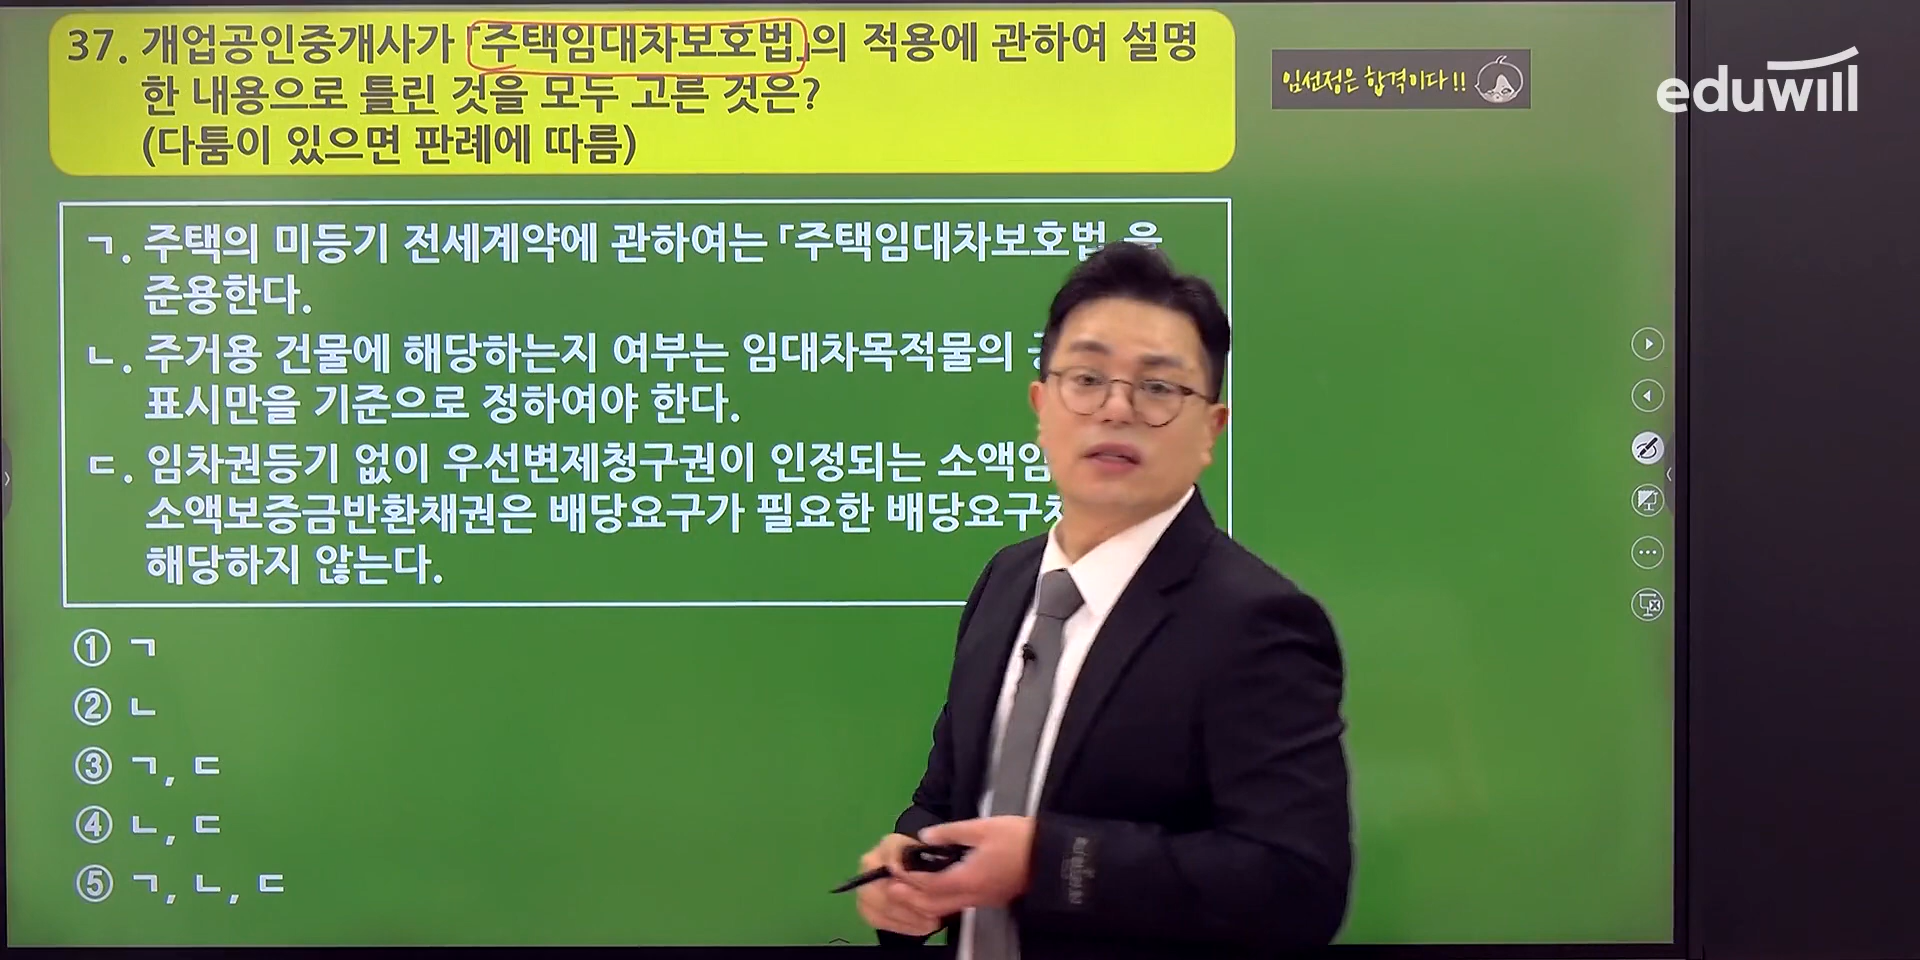 37. 개업공인중개사가 「주택임대차보호법」의 적용에 관하여 설명
한 내용으로 틀린 것을 모두 고른 것은?
(다툼이 있으면 판례에 따름)
임선정은 합격이다!!
eduwill
ㄱ. 주택의 미등기 전세계약에 관하여는 「주택임대차보호법」을
준용한다.
ㄴ. 주거용 건물에 해당하는지 여부는 임대차목적물의
표시만을 기준으로 정하여야 한다.
ㄷ. 임차권등기 없이 우선변제청구권이 인정되는
소액보증금반환채권은 배당요구가 필요한
해당하지 않는다.
① ㄱ
② ㄴ
③ ㄱ, ㄷ
④ ㄴ, ㄷ
⑤ ㄱ, ㄴ, ㄷ